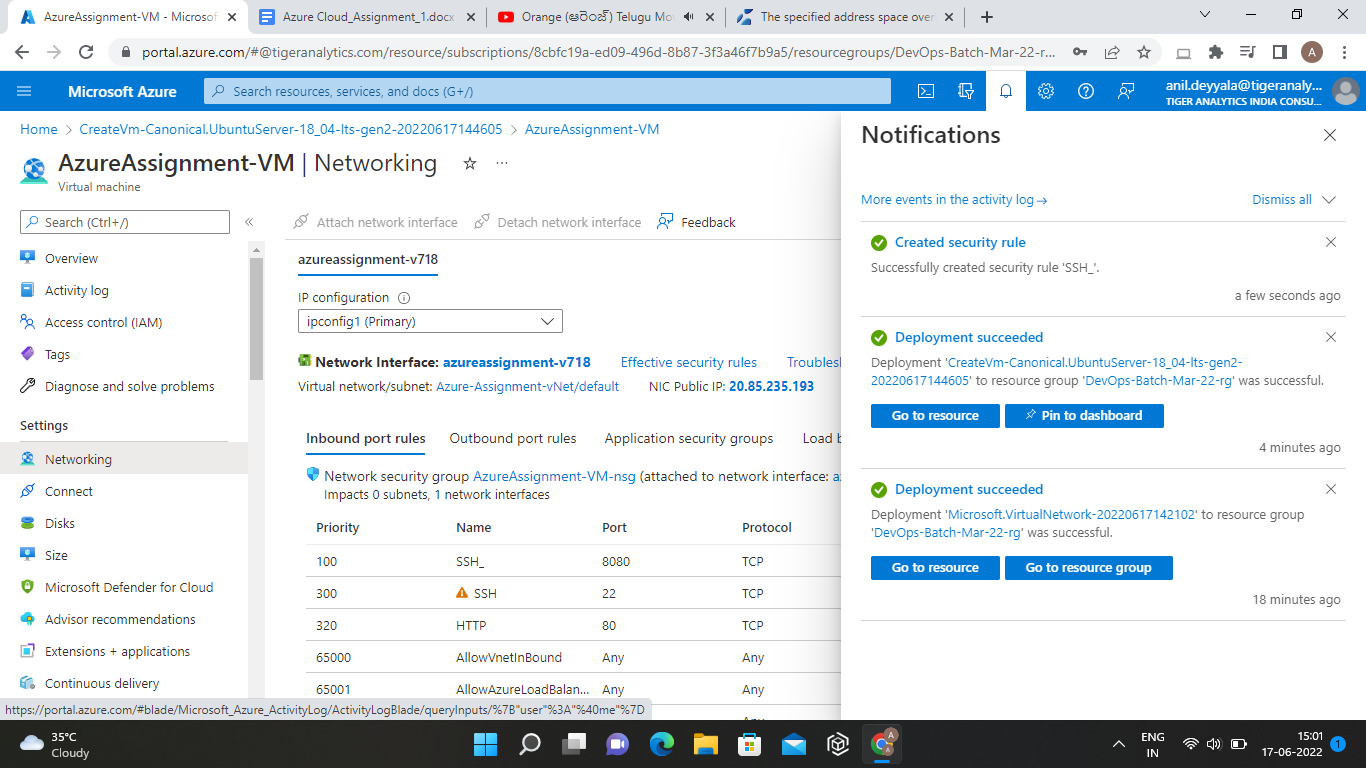 AzureAssignment-VM - Microsof
Azure Cloud_Assignment_1.docx
Orange (ఆరెంజ్) Telugu Mov
The specified address space over
portal.azure.com/#@tigeranalytics.com/resource/subscriptions/8cbfc19a-ed09-496d-8b87-3f3a46f7b9a5/resourcegroups/DevOps-Batch-Mar-22-r...
A
Microsoft Azure
Search resources, services, and docs (G+/)
anil.deyyala@tigeranaly...
TIGER ANALYTICS INDIA CONSU...
Home > CreateVm-Canonical.UbuntuServer-18_04-lts-gen2-20220617144605 > AzureAssignment-VM
AzureAssignment-VM | Networking
Virtual machine
Search (Ctrl+/)
Overview
Activity log
Access control (IAM)
Tags
Diagnose and solve problems
Settings
Networking
Connect
Disks
Size
Microsoft Defender for Cloud
Advisor recommendations
Extensions + applications
Continuous delivery
Attach network interface
Detach network interface
Feedback
azureassignment-v718
IP configuration
ipconfig1 (Primary)
Network Interface: azureassignment-v718
Effective security rules
Troublesl
Virtual network/subnet: Azure-Assignment-vNet/default
NIC Public IP: 20.85.235.193
Inbound port rules
Outbound port rules
Application security groups
Load b
Network security group AzureAssignment-VM-nsg (attached to network interface: az
Impacts 0 subnets, 1 network interfaces
Priority Name Port Protocol
100 SSH_ 8080 TCP
300 SSH 22 TCP
320 HTTP 80 TCP
65000 AllowVnetInBound Any Any
65001 AllowAzureLoadBalan... Any Any
Notifications
More events in the activity log →
Dismiss all
Created security rule
Successfully created security rule 'SSH_'.
a few seconds ago
Deployment succeeded
Deployment 'CreateVm-Canonical.UbuntuServer-18_04-lts-gen2-
20220617144605' to resource group 'DevOps-Batch-Mar-22-rg' was successful.
Go to resource
Pin to dashboard
4 minutes ago
Deployment succeeded
Deployment 'Microsoft.VirtualNetwork-20220617142102' to resource group
'DevOps-Batch-Mar-22-rg' was successful.
Go to resource
Go to resource group
18 minutes ago
https://portal.azure.com/#blade/Microsoft_Azure_ActivityLog/ActivityLogBlade/queryInputs/%7B"user"%3A"%40me"%7D
35°C
Cloudy
A
ENG
IN
15:01
17-06-2022
1